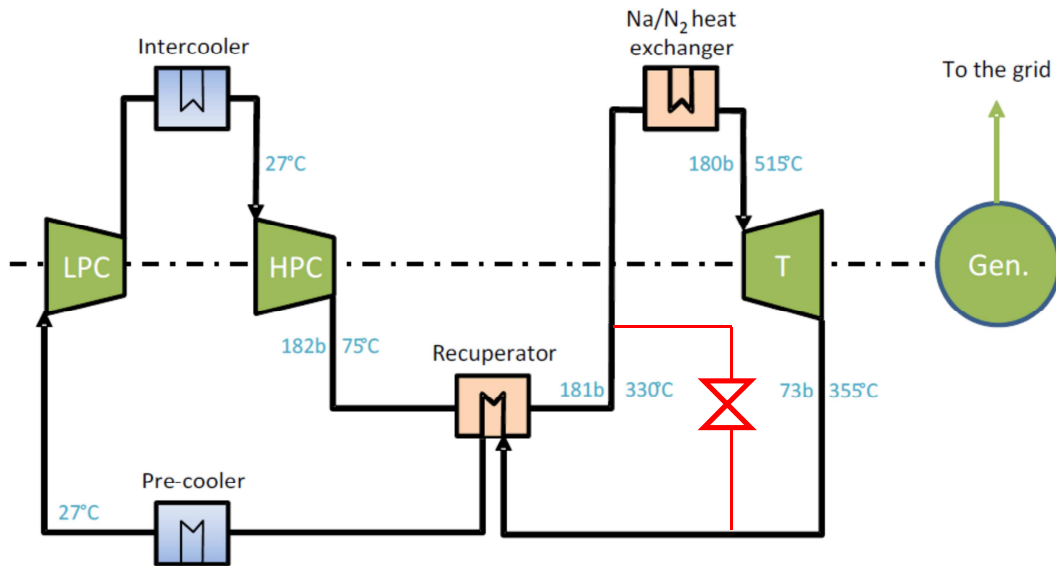 Intercooler
Na/N₂ heat
exchanger
To the grid
27°C
180b 515°C
LPC
HPC
T
Gen.
182b 75°C
Recuperator
181b 330°C
73b 355°C
Pre-cooler
27°C